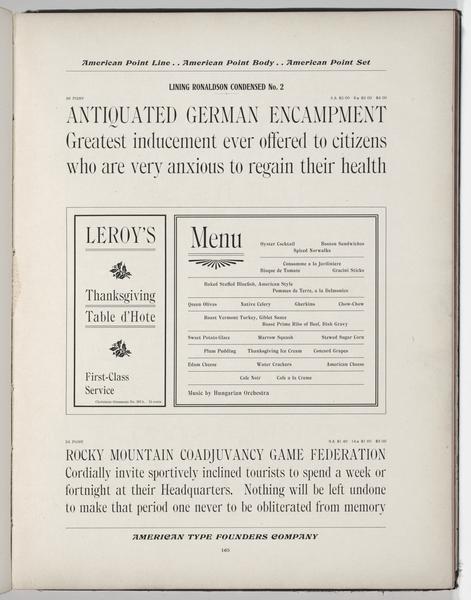 American Point Line . . American Point Body . . American Point Set
LINING RONALDSON CONDENSED No. 2
36 POINT
ANTIQUATED GERMAN ENCAMPMENT
Greatest inducement ever offered to citizens
who are very anxious to regain their health
LEROY'S
Thanksgiving
Table d'Hote
First-Class
Service
Menu
Oyster Cocktail Boston Sandwiches
Spiced Norwalks
Consomme a la Jardiniere
Bisque de Tomato Gracini Sticks
Baked Stuffed Bluefish, American Style
Pommes de Terre, a la Delmonico
Queen Olives Native Celery Gherkins Chow-Chow
Roast Vermont Turkey, Giblet Sauce
Roast Prime Ribs of Beef, Dish Gravy
Sweet Potato Glace Marrow Squash Stewed Sugar Corn
Plum Pudding Thanksgiving Ice Cream Concord Grapes
Edam Cheese Water Crackers American Cheese
Cafe Noir Cafe a la Creme
Music by Hungarian Orchestra
24 POINT
ROCKY MOUNTAIN COADJUVANCY GAME FEDERATION
Cordially invite sportively inclined tourists to spend a week or
fortnight at their Headquarters. Nothing will be left undone
to make that period one never to be obliterated from memory
AMERICAN TYPE FOUNDERS COMPANY
165